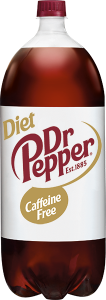 Diet
Dr
Pepper
Est. 1885
Caffeine
Free